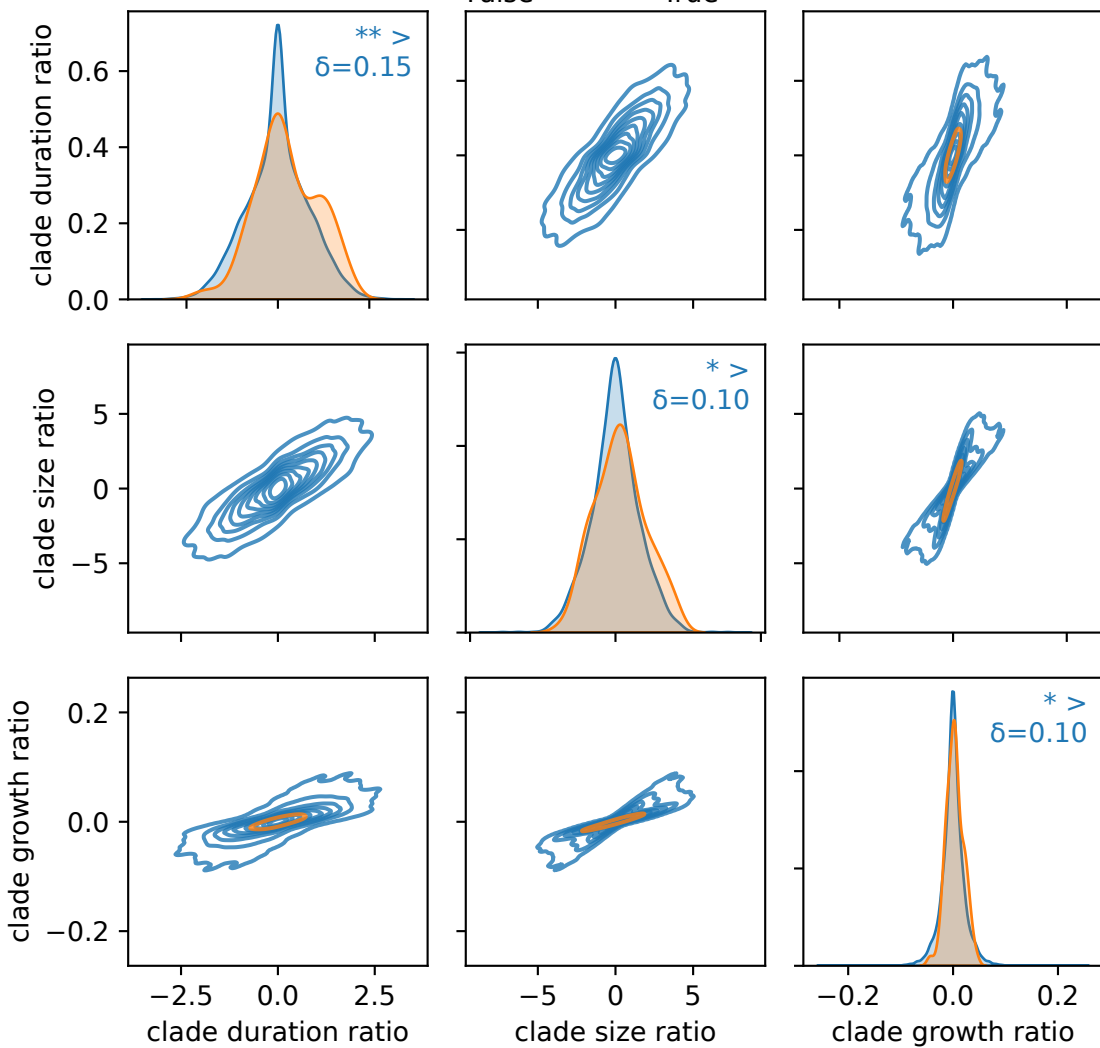 clade duration ratio
0.6
0.4
0.2
0.0
** >
δ=0.15
clade size ratio
5
0
−5
* >
δ=0.10
clade growth ratio
0.2
0.0
−0.2
* >
δ=0.10
−2.5 0.0 2.5
−5 0 5
−0.2 0.0 0.2
clade duration ratio
clade size ratio
clade growth ratio